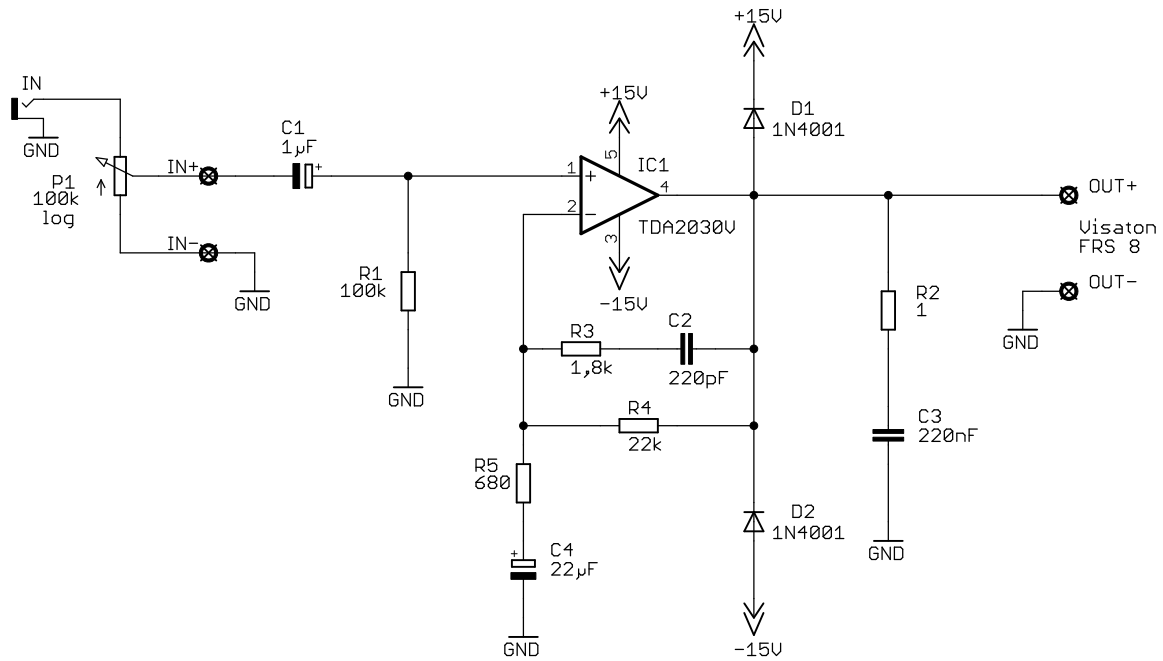 +15V
IN
GND
P1
100k
log
IN+
IN-
GND
C1
1µF
+
R1
100k
GND
+15V
5
IC1
1
+
2
-
4
3
TDA2030V
-15V
D1
1N4001
OUT+
Visaton
FRS 8
OUT-
GND
R2
1
R3
1,8k
C2
220pF
R4
22k
C3
220nF
GND
R5
680
+
C4
22µF
GND
D2
1N4001
-15V